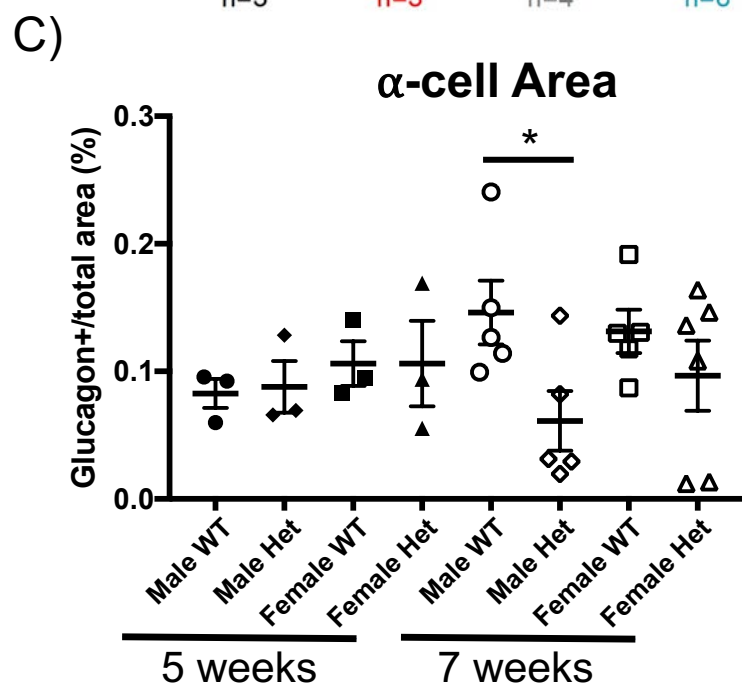 C)
α-cell Area
*
Glucagon+/total area (%)
0.3
0.2
0.1
0.0
Male WT
Male Het
Female WT
Female Het
Male WT
Male Het
Female WT
Female Het
5 weeks
7 weeks